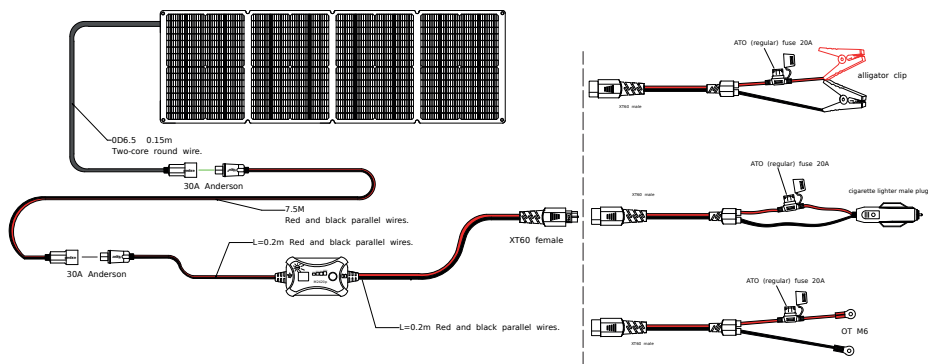 0D6.5 0.15m
Two-core round wire.
30A Anderson
7.5M
Red and black parallel wires.
30A Anderson
L=0.2m Red and black parallel wires.
XT60 female
L=0.2m Red and black parallel wires.
ATO (regular) fuse 20A
alligator clip
XT60 male
ATO (regular) fuse 20A
cigarette lighter male plug
XT60 male
ATO (regular) fuse 20A
OT M6
XT60 male